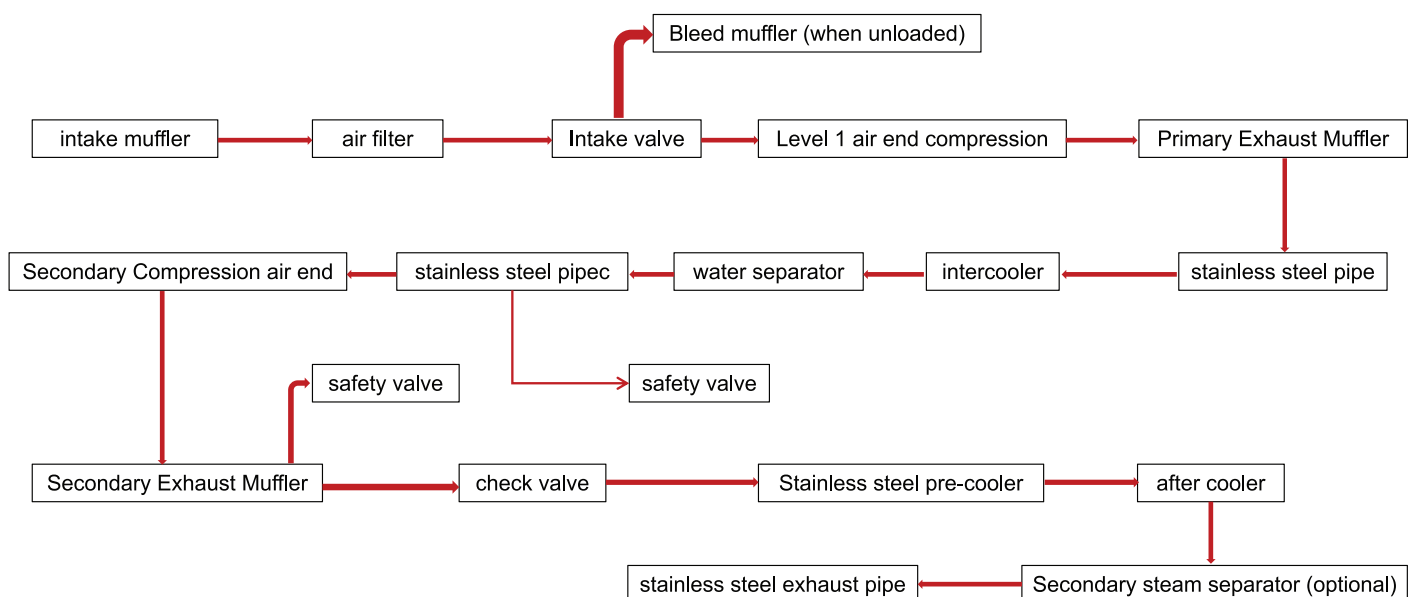 Bleed muffler (when unloaded)
intake muffler
air filter
Intake valve
Level 1 air end compression
Primary Exhaust Muffler
Secondary Compression air end
stainless steel pipec
water separator
intercooler
stainless steel pipe
safety valve
safety valve
Secondary Exhaust Muffler
check valve
Stainless steel pre-cooler
after cooler
stainless steel exhaust pipe
Secondary steam separator (optional)